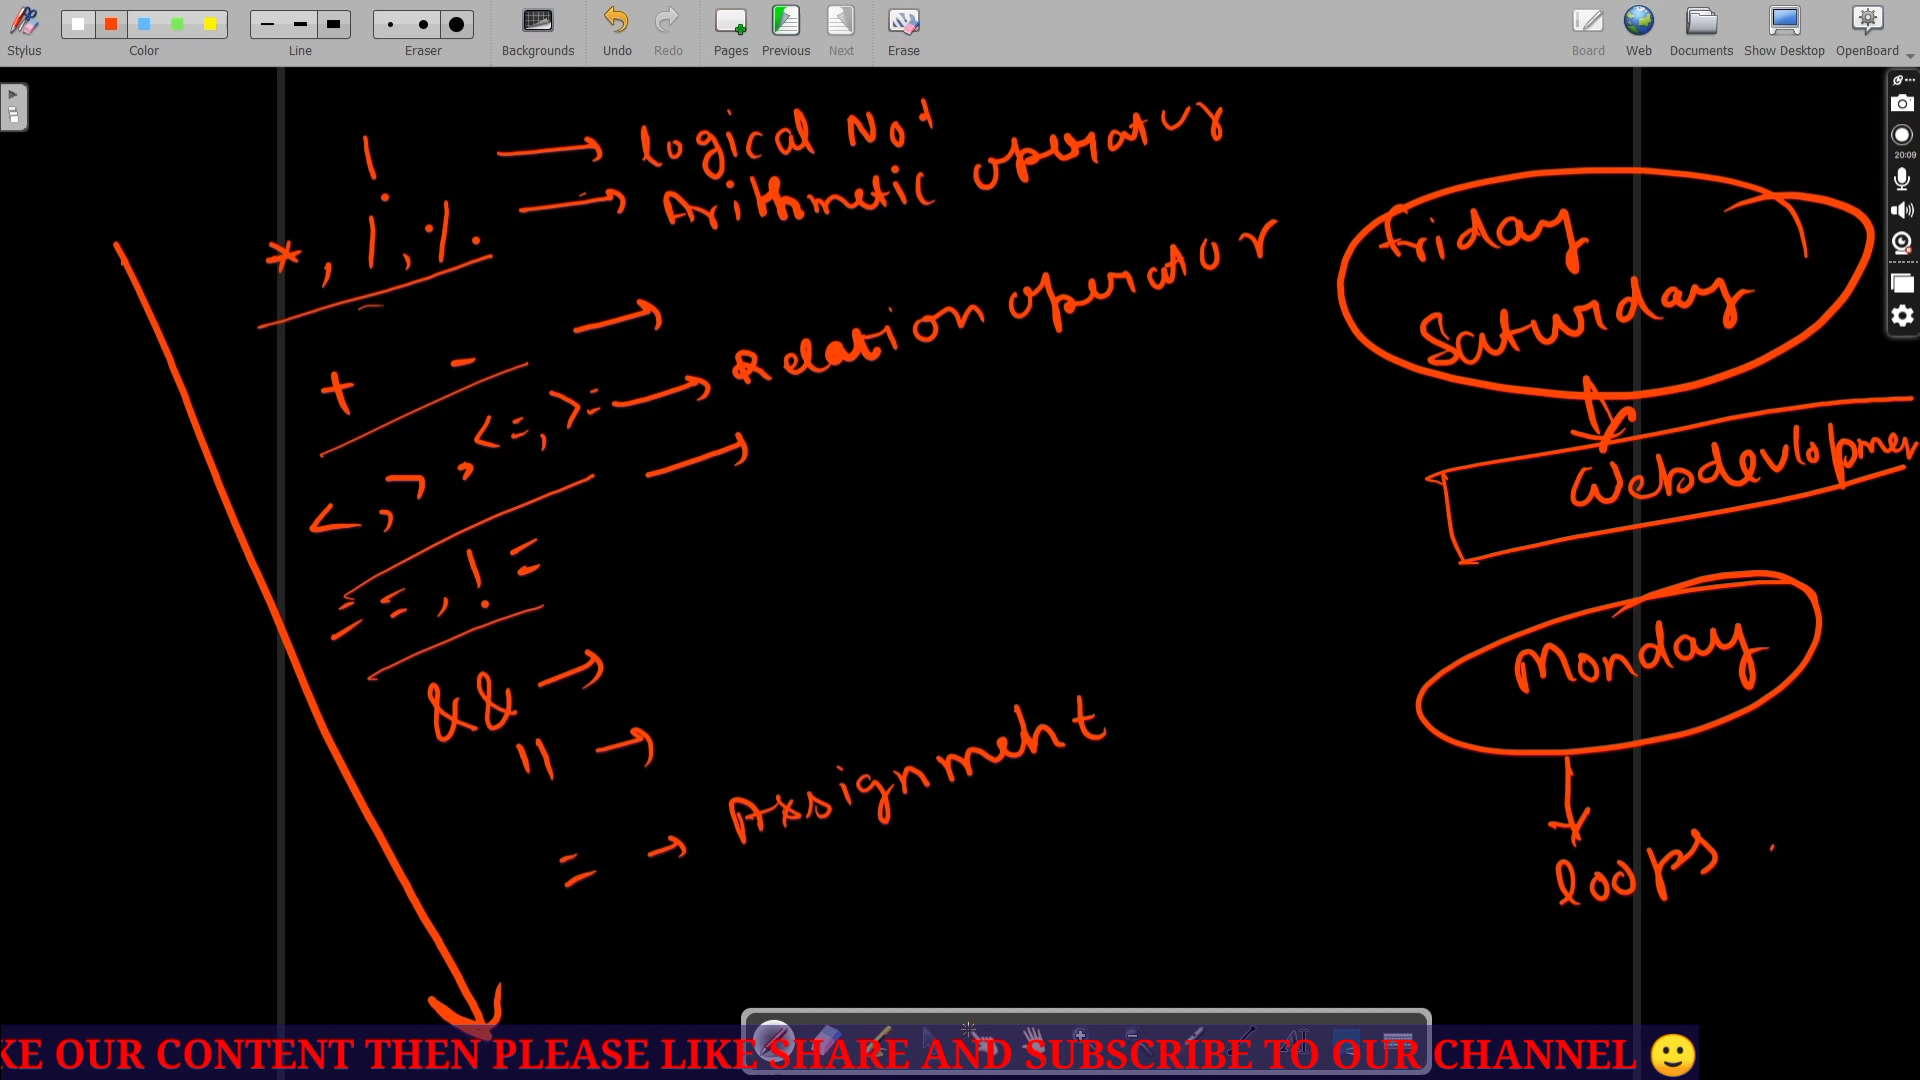 Stylus
Color
Line
Eraser
Backgrounds
Undo
Redo
Pages
Previous
Next
Erase
Board
Web
Documents
Show Desktop
OpenBoard
20:09
! → logical Not
*, /, % → Arithmetic operator
+ - →
<, >, <=, >= → Relation operator
==, != →
&& →
|| →
= → Assignment
Friday
Saturday
Webdevlopmen
Monday
loops
KE OUR CONTENT THEN PLEASE LIKE SHARE AND SUBSCRIBE TO OUR CHANNEL 🙂